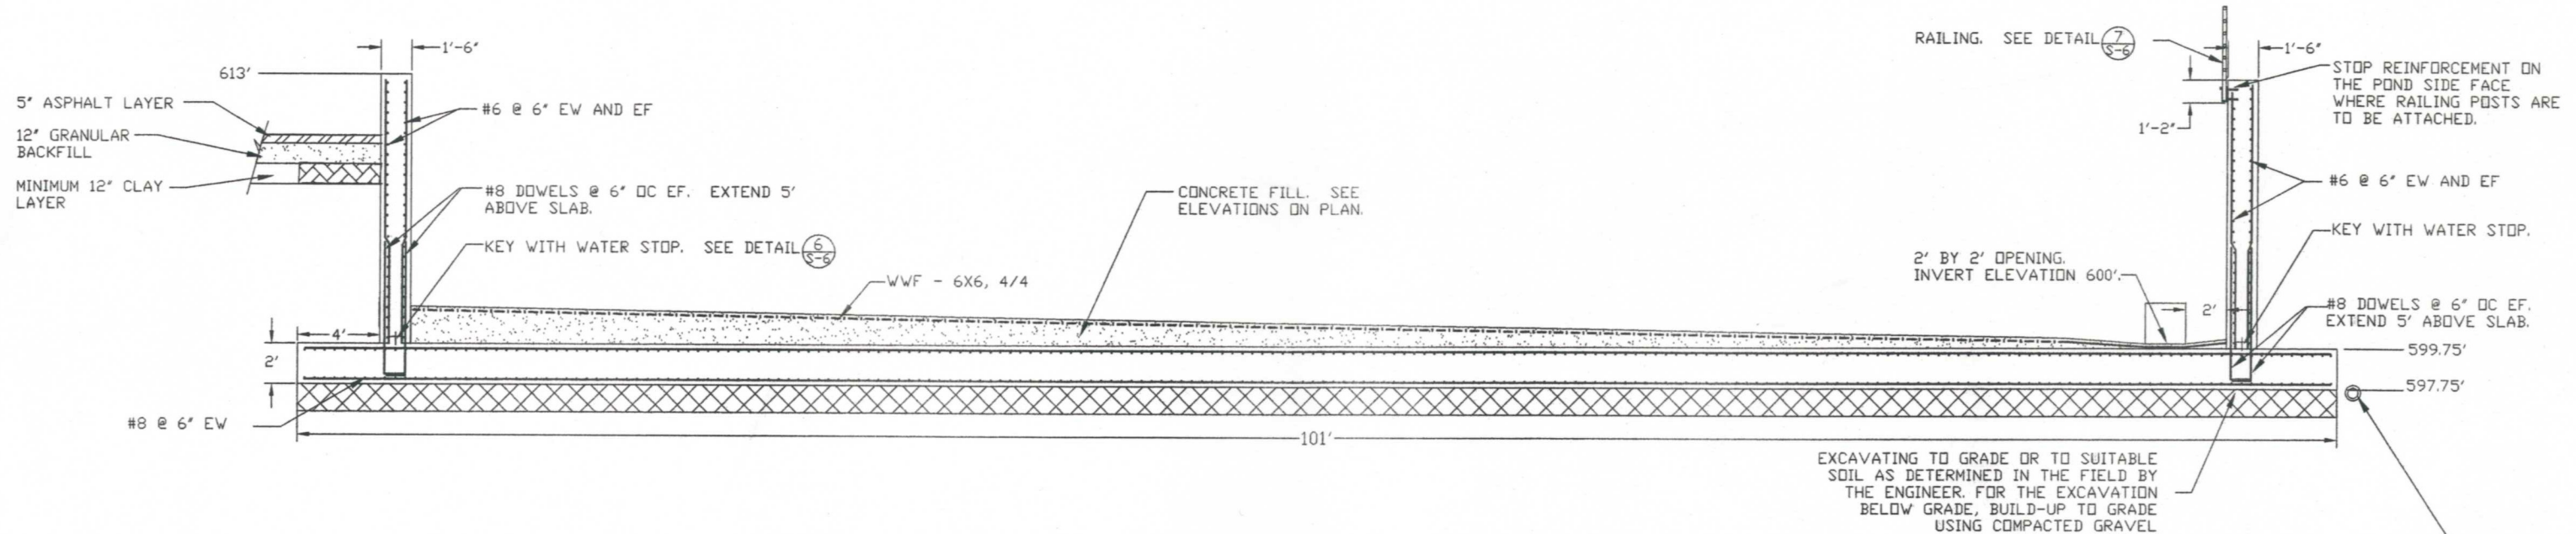 1'-6"
613'
5" ASPHALT LAYER
12" GRANULAR
BACKFILL
MINIMUM 12" CLAY
LAYER
#6 @ 6" EW AND EF
#8 DOWELS @ 6" OC EF. EXTEND 5'
ABOVE SLAB.
KEY WITH WATER STOP. SEE DETAIL 6
S-6
WWF - 6X6, 4/4
CONCRETE FILL. SEE
ELEVATIONS ON PLAN.
4'
2'
#8 @ 6" EW
101'
RAILING. SEE DETAIL 7
S-6
1'-6"
STOP REINFORCEMENT ON
THE POND SIDE FACE
WHERE RAILING POSTS ARE
TO BE ATTACHED.
1'-2"
#6 @ 6" EW AND EF
KEY WITH WATER STOP.
2' BY 2' OPENING.
INVERT ELEVATION 600'.
2'
#8 DOWELS @ 6" OC EF.
EXTEND 5' ABOVE SLAB.
599.75'
597.75'
EXCAVATING TO GRADE OR TO SUITABLE
SOIL AS DETERMINED IN THE FIELD BY
THE ENGINEER. FOR THE EXCAVATION
BELOW GRADE, BUILD-UP TO GRADE
USING COMPACTED GRAVEL